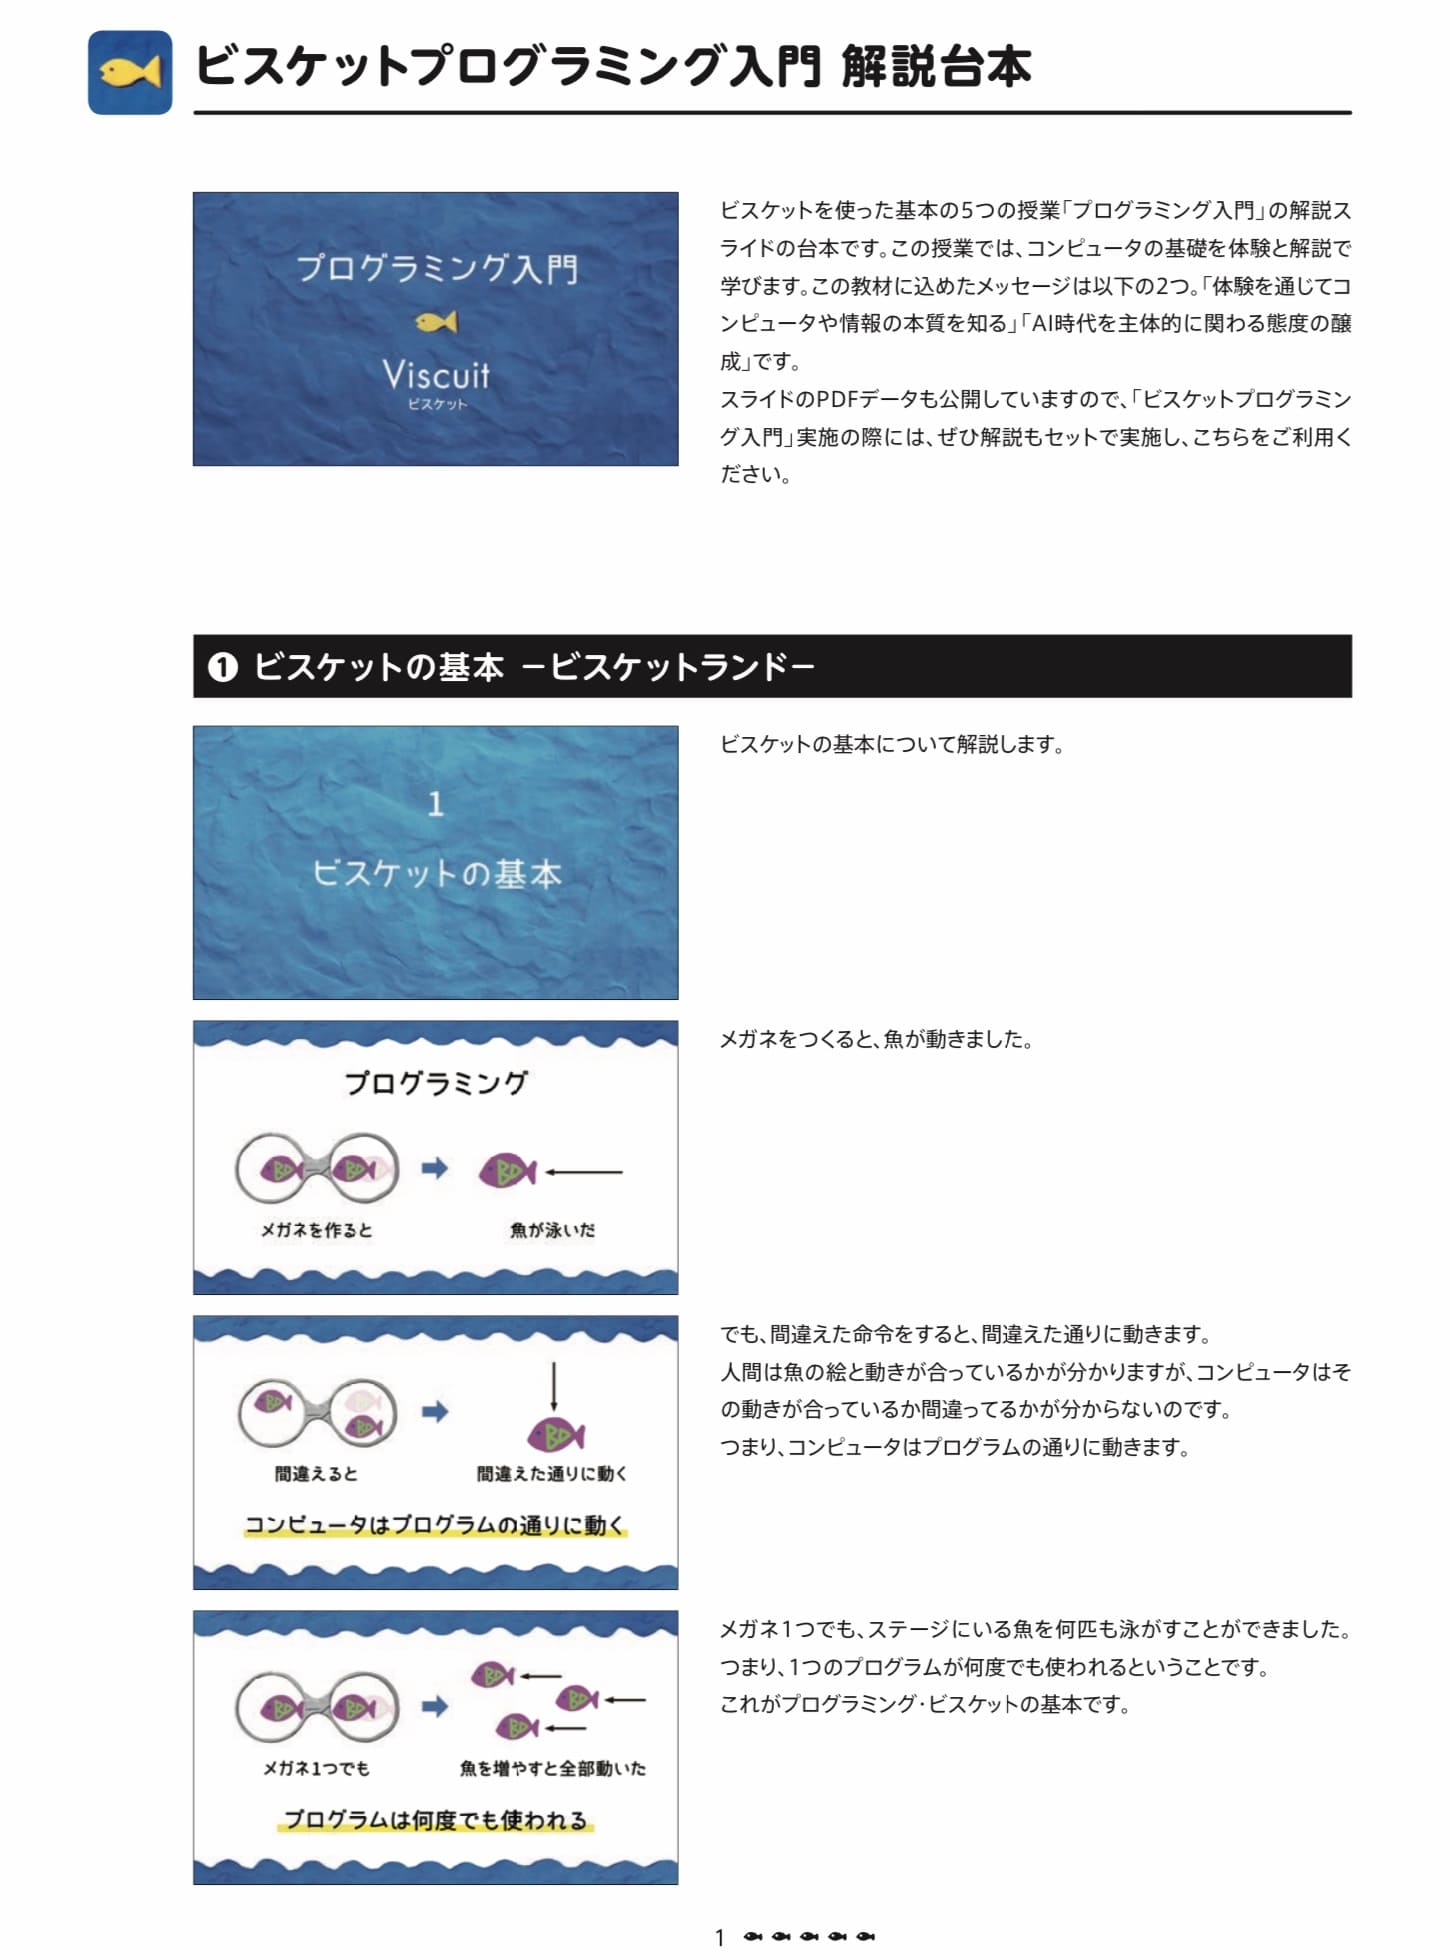 ビスケットプログラミング入門 解説台本
プログラミング入門
Viscuit
ビスケット
ビスケットを使った基本の5つの授業「プログラミング入門」の解説ス
ライドの台本です。この授業では、コンピュータの基礎を体験と解説で
学びます。この教材に込めたメッセージは以下の2つ。「体験を通じてコ
ンピュータや情報の本質を知る」「AI時代を主体的に関わる態度の醸
成」です。
スライドのPDFデータも公開していますので、「ビスケットプログラミン
グ入門」実施の際には、ぜひ解説もセットで実施し、こちらをご利用く
ださい。
❶ ビスケットの基本 －ビスケットランド－
1
ビスケットの基本
ビスケットの基本について解説します。
プログラミング
BD BD BD
メガネを作ると 魚が泳いだ
メガネをつくると、魚が動きました。
BD BD BD
間違えると 間違えた通りに動く
コンピュータはプログラムの通りに動く
でも、間違えた命令をすると、間違えた通りに動きます。
人間は魚の絵と動きが合っているかが分かりますが、コンピュータはそ
の動きが合っているか間違ってるかが分からないのです。
つまり、コンピュータはプログラムの通りに動きます。
BD BD BD BD BD
メガネ1つでも 魚を増やすと全部動いた
プログラムは何度でも使われる
メガネ1つでも、ステージにいる魚を何匹も泳がすことができました。
つまり、1つのプログラムが何度でも使われるということです。
これがプログラミング・ビスケットの基本です。
1